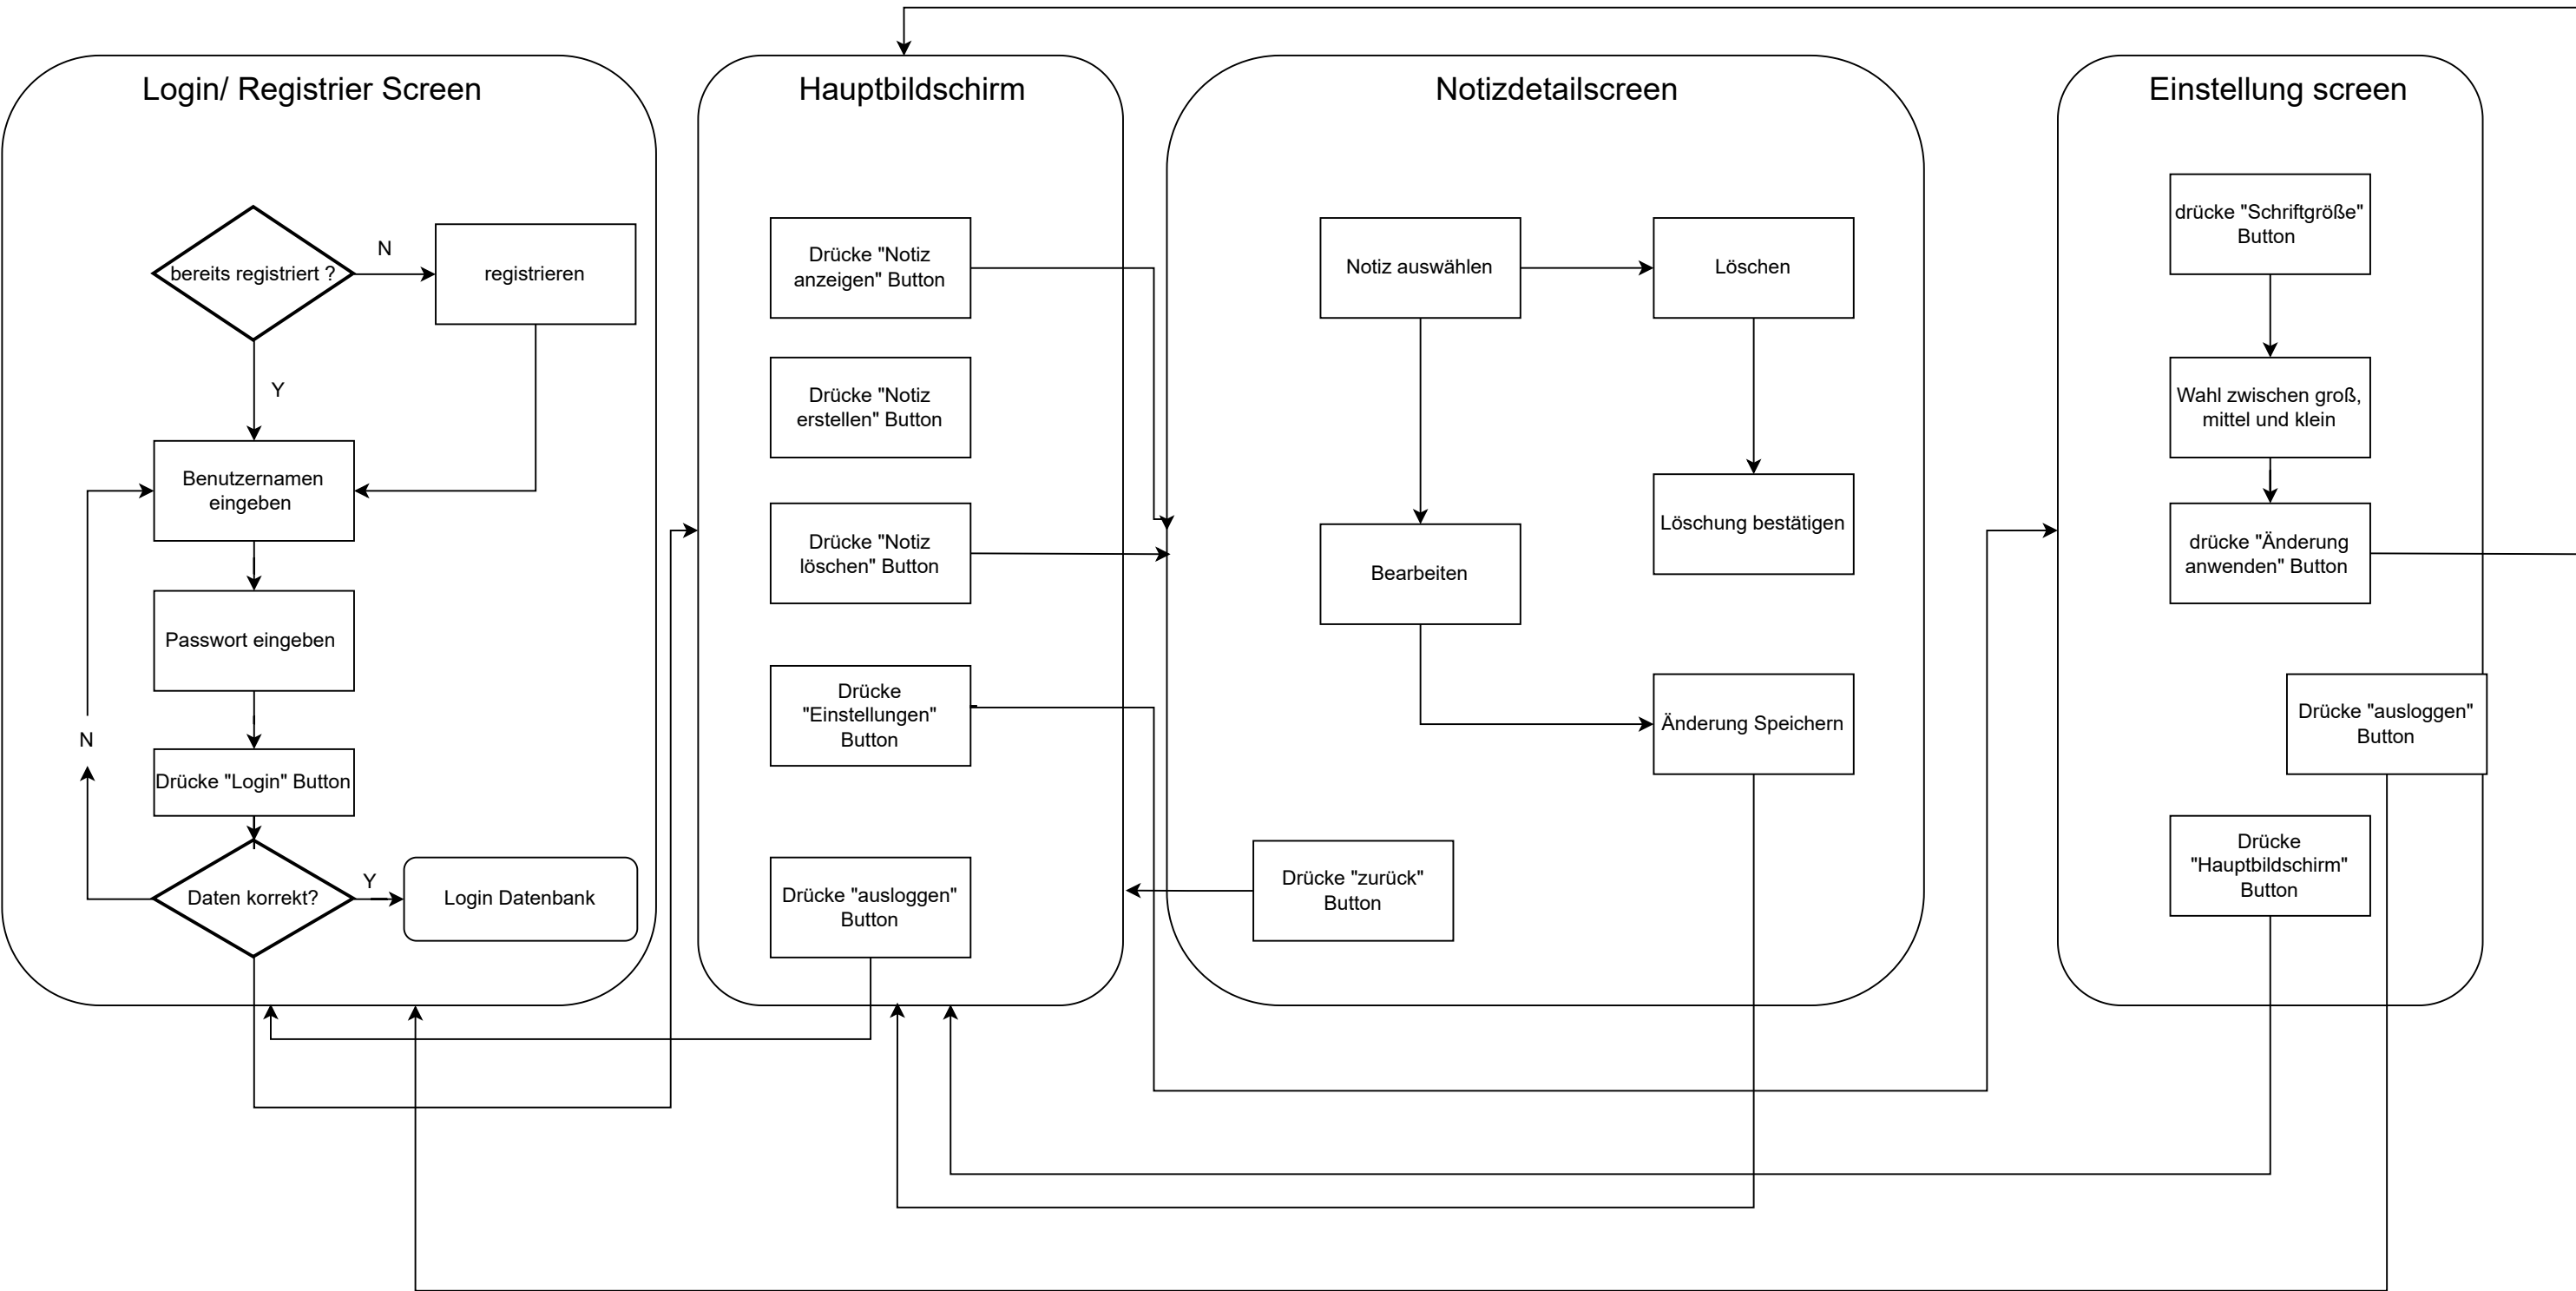 Login/ Registrier Screen
bereits registriert ?
N
registrieren
Y
Benutzernamen
eingeben
Passwort eingeben
N
Drücke "Login" Button
Daten korrekt?
Y
Login Datenbank
Hauptbildschirm
Drücke "Notiz
anzeigen" Button
Drücke "Notiz
erstellen" Button
Drücke "Notiz
löschen" Button
Drücke
"Einstellungen"
Button
Drücke "ausloggen"
Button
Notizdetailscreen
Notiz auswählen
Löschen
Löschung bestätigen
Bearbeiten
Änderung Speichern
Drücke "zurück"
Button
Einstellung screen
drücke "Schriftgröße"
Button
Wahl zwischen groß,
mittel und klein
drücke "Änderung
anwenden" Button
Drücke "ausloggen"
Button
Drücke
"Hauptbildschirm"
Button